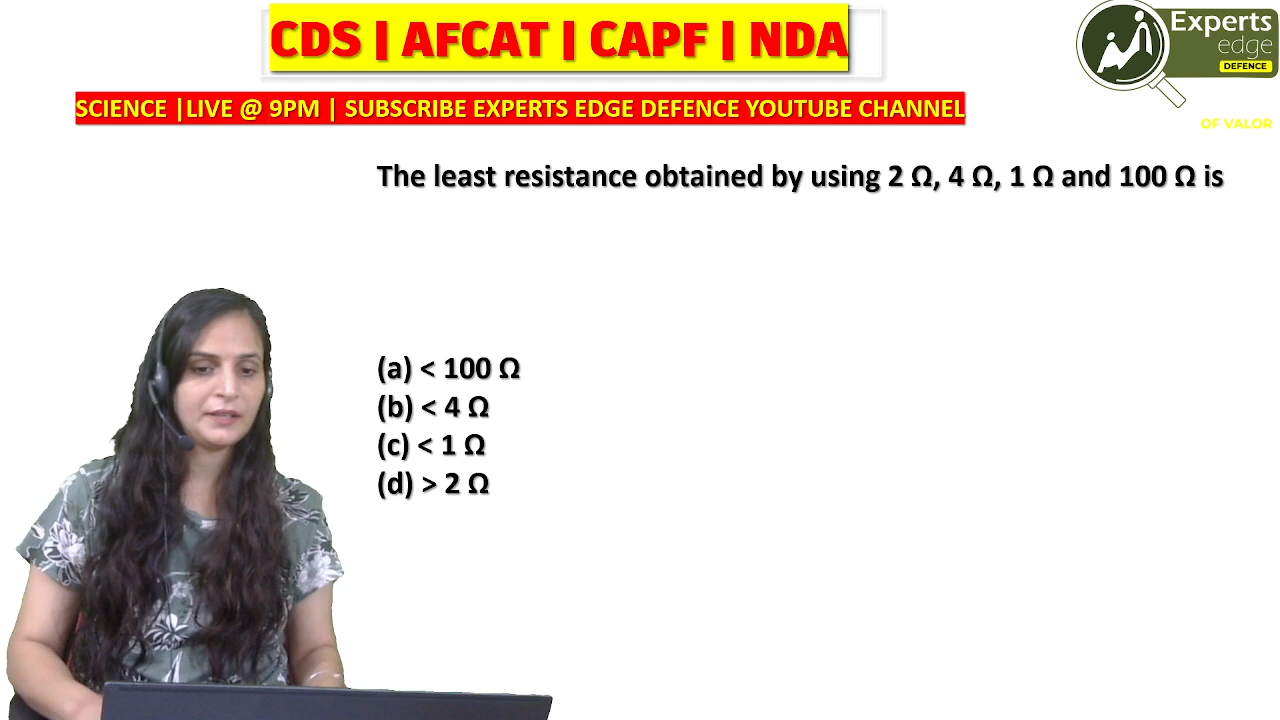 CDS | AFCAT | CAPF | NDA
Experts
edge
DEFENCE
SCIENCE |LIVE @ 9PM | SUBSCRIBE EXPERTS EDGE DEFENCE YOUTUBE CHANNEL
OF VALOR
The least resistance obtained by using 2 Ω, 4 Ω, 1 Ω and 100 Ω is
(a) < 100 Ω
(b) < 4 Ω
(c) < 1 Ω
(d) > 2 Ω